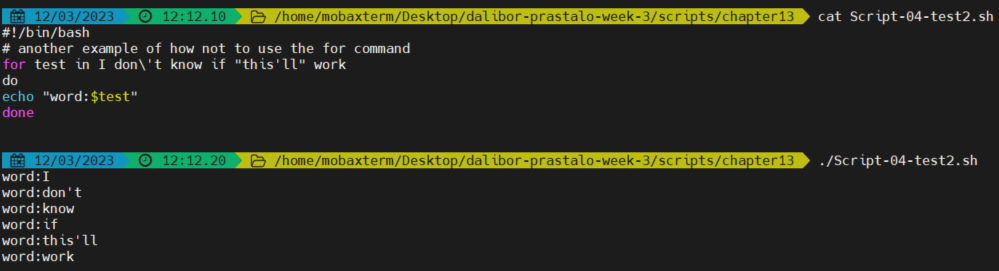 12/03/2023 12:12.10 /home/mobaxterm/Desktop/dalibor-prastalo-week-3/scripts/chapter13 cat Script-04-test2.sh
#!/bin/bash
# another example of how not to use the for command
for test in I don\'t know if "this'll" work
do
echo "word:$test"
done
12/03/2023 12:12.20 /home/mobaxterm/Desktop/dalibor-prastalo-week-3/scripts/chapter13 ./Script-04-test2.sh
word:I
word:don't
word:know
word:if
word:this'll
word:work